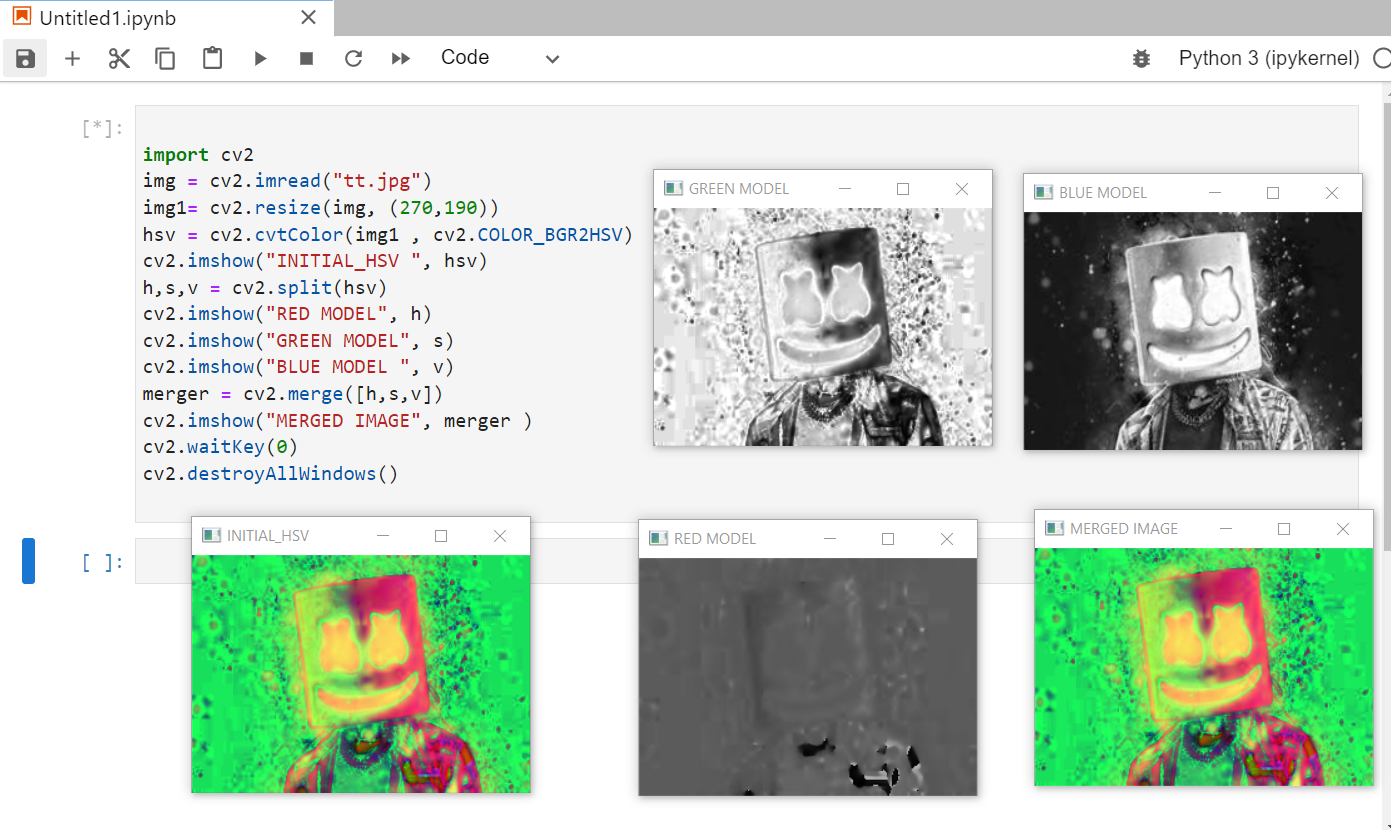 Untitled1.ipynb
Code
Python 3 (ipykernel)
[*]:
import cv2
img = cv2.imread("tt.jpg")
img1= cv2.resize(img, (270,190))
hsv = cv2.cvtColor(img1 , cv2.COLOR_BGR2HSV)
cv2.imshow("INITIAL_HSV ", hsv)
h,s,v = cv2.split(hsv)
cv2.imshow("RED MODEL", h)
cv2.imshow("GREEN MODEL", s)
cv2.imshow("BLUE MODEL ", v)
merger = cv2.merge([h,s,v])
cv2.imshow("MERGED IMAGE", merger )
cv2.waitKey(0)
cv2.destroyAllWindows()
GREEN MODEL
BLUE MODEL
INITIAL_HSV
RED MODEL
MERGED IMAGE
[ ]: